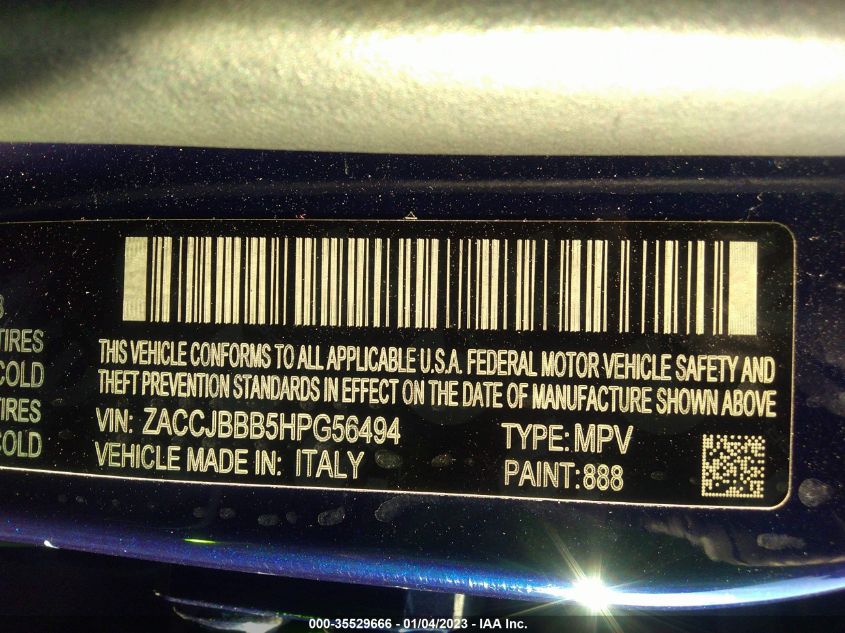 3
TIRES
COLD
TIRES
COLD
THIS VEHICLE CONFORMS TO ALL APPLICABLE U.S.A. FEDERAL MOTOR VEHICLE SAFETY AND
THEFT PREVENTION STANDARDS IN EFFECT ON THE DATE OF MANUFACTURE SHOWN ABOVE
VIN: ZACCJBBB5HPG56494
TYPE: MPV
VEHICLE MADE IN: ITALY
PAINT:888
000-35529666 - 01/04/2023 - IAA Inc.